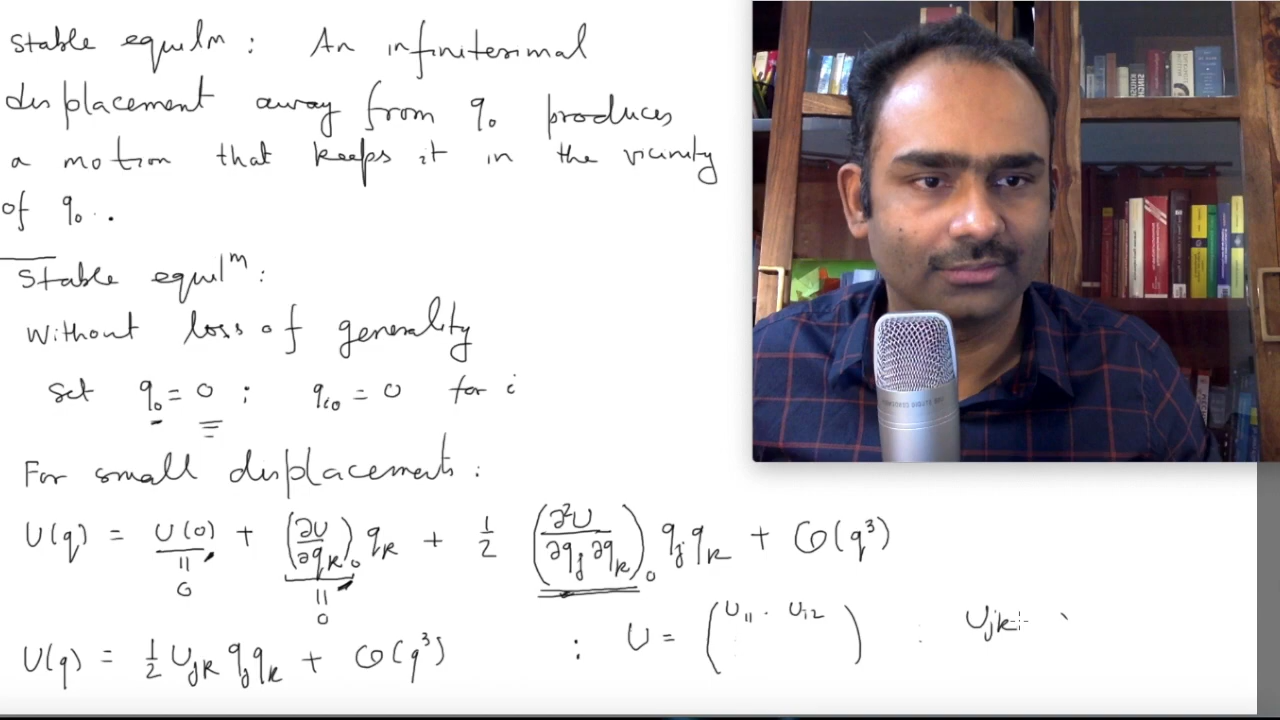 Stable equilm : An infinitesimal
displacement away from q₀ produces
a motion that keeps it in the vicinity
of q₀ .
Stable equilᵐ :
Without loss of generality
Set q₀ = 0 ; qᵢ₀ = 0 for i
For small displacements :
U(q) = U(0) + (∂U/∂qₖ)₀ qₖ + 1/2 (∂²U/∂qⱼ ∂qₖ)₀ qⱼ qₖ + O(q³)
|| 0 || 0
U(q) = 1/2 Uⱼₖ qⱼ qₖ + O(q³) : U = ( U₁₁ . U₁₂ ) : Uⱼₖ